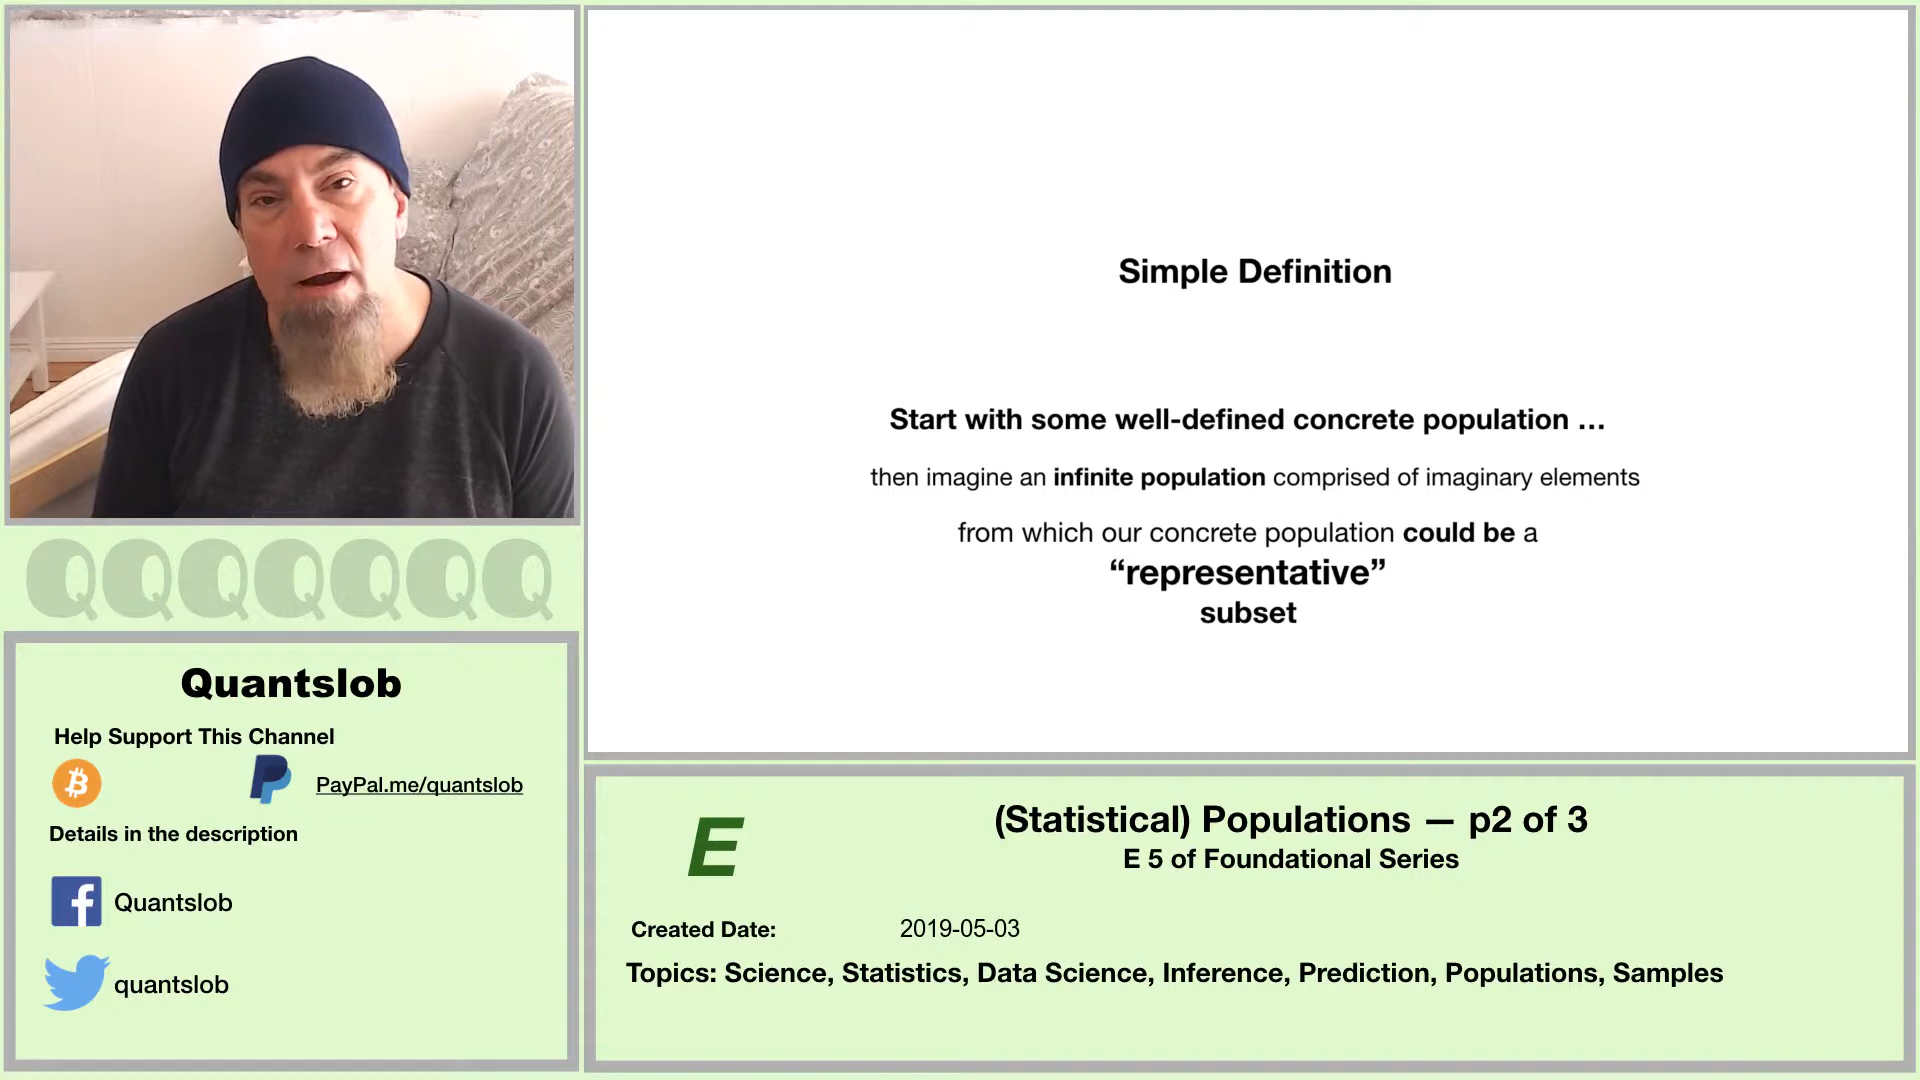 Simple Definition
Start with some well-defined concrete population ...
then imagine an infinite population comprised of imaginary elements
from which our concrete population could be a
“representative”
subset
QQQQQQQ
Quantslob
Help Support This Channel
PayPal.me/quantslob
Details in the description
Quantslob
quantslob
E
(Statistical) Populations — p2 of 3
E 5 of Foundational Series
Created Date: 2019-05-03
Topics: Science, Statistics, Data Science, Inference, Prediction, Populations, Samples